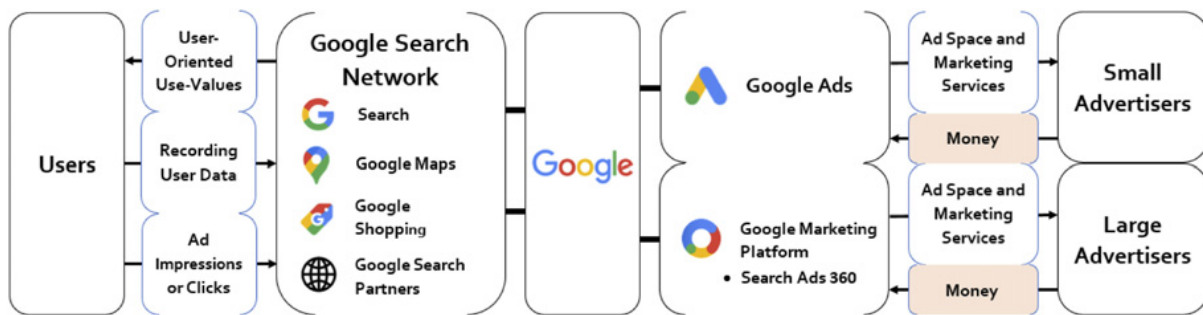 Users
User-
Oriented
Use-Values
Recording
User Data
Ad
Impressions
or Clicks
Google Search
Network
Search
Google Maps
Google
Shopping
Google Search
Partners
Google
Google Ads
Google Marketing
Platform
• Search Ads 360
Ad Space and
Marketing
Services
Money
Ad Space and
Marketing
Services
Money
Small
Advertisers
Large
Advertisers